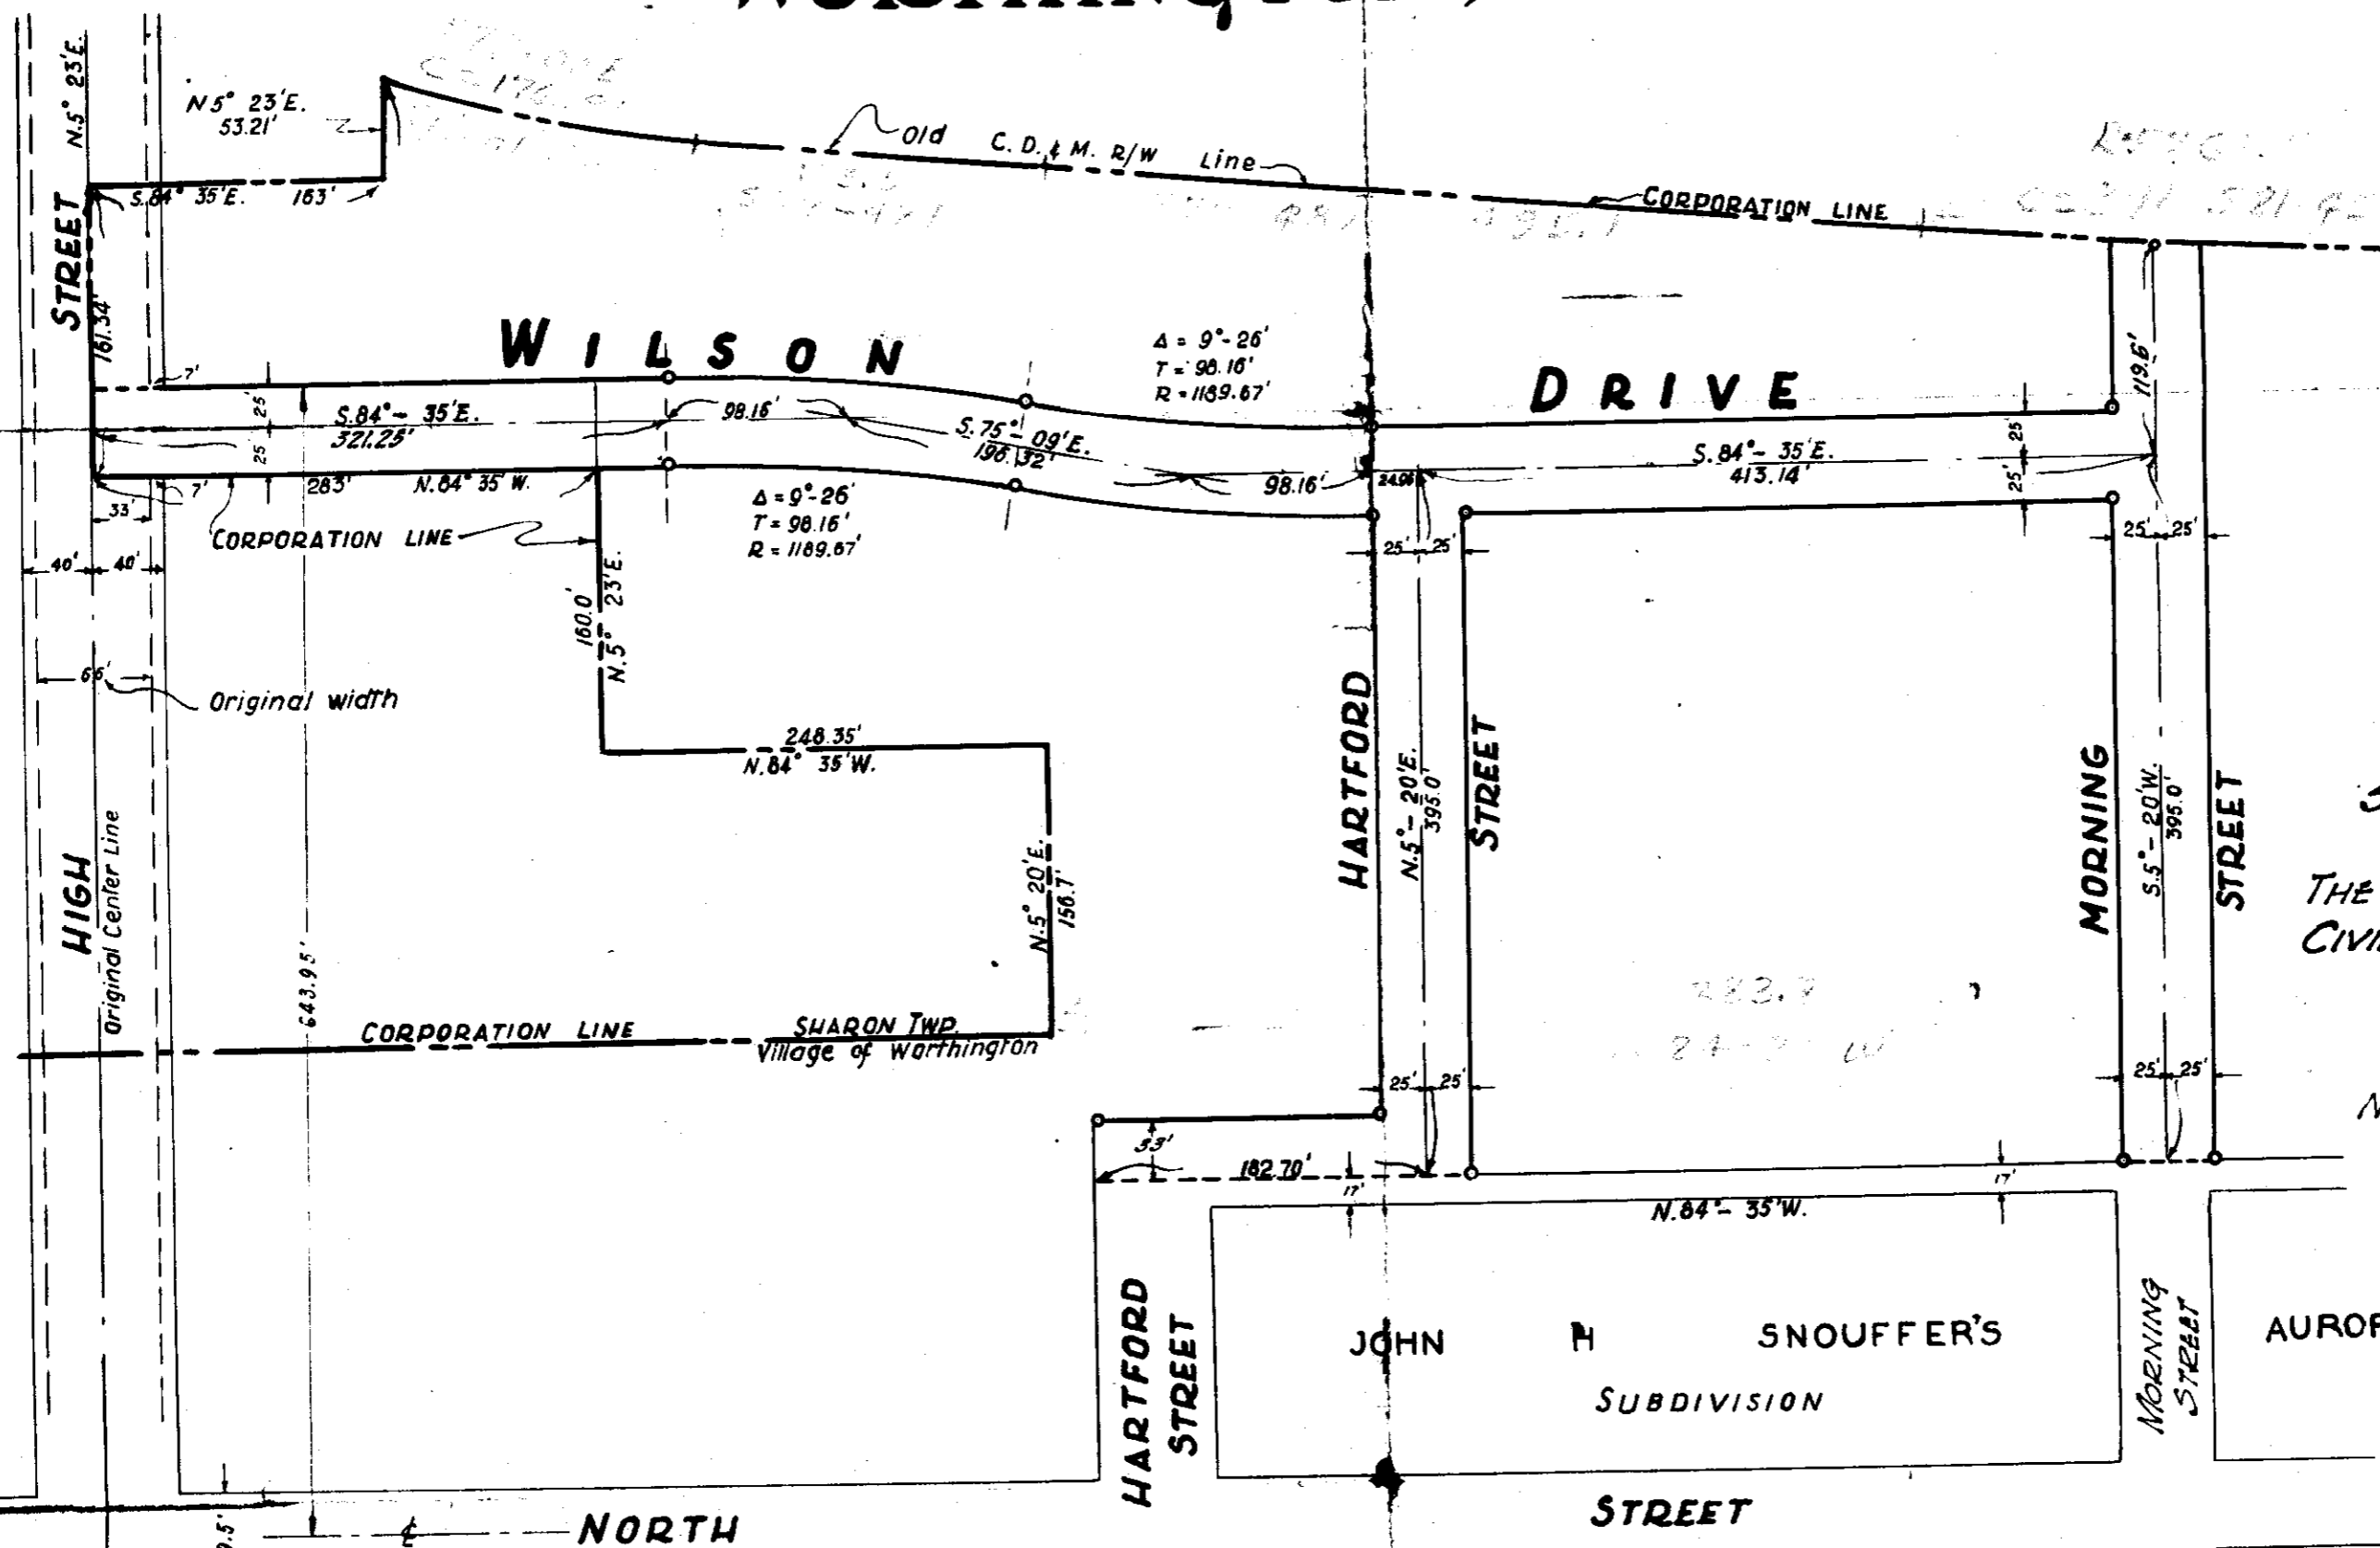 N.5° 23'E.
STREET
N5° 23'E.
53.21'
Old C. D. & M. R/W Line
CORPORATION LINE
S.84° 35'E. 163'
161.34'
WILSON DRIVE
Δ = 9°-26'
T = 98.16'
R = 1189.67'
119.6'
7'
25'
25
S.84°- 35'E.
321.25'
98.16'
S.75°- 09'E.
196.32'
98.16'
24.96'
S.84°- 35'E.
413.14'
25'
25'
7'
283'
N.84° 35'W.
33'
CORPORATION LINE
Δ = 9°-26'
T = 98.16'
R = 1189.67'
25' 25'
25' 25'
40' 40'
160.0'
N.5° 23'E.
66'
Original width
248.35'
N.84° 35'W.
HARTFORD
STREET
N.5°- 20'E.
395.0'
MORNING
STREET
S.5°- 20'W.
395.0'
THE
HIGH
Original Center Line
643.95'
N.5° 20'E.
156.7'
CORPORATION LINE
SHARON TWP.
Village of Worthington
283.7
25' 25'
25' 25'
33'
182.70'
17'
17'
N.84°- 35'W.
HARTFORD
STREET
JOHN H SNOUFFER'S
SUBDIVISION
MORNING
STREET
NORTH STREET